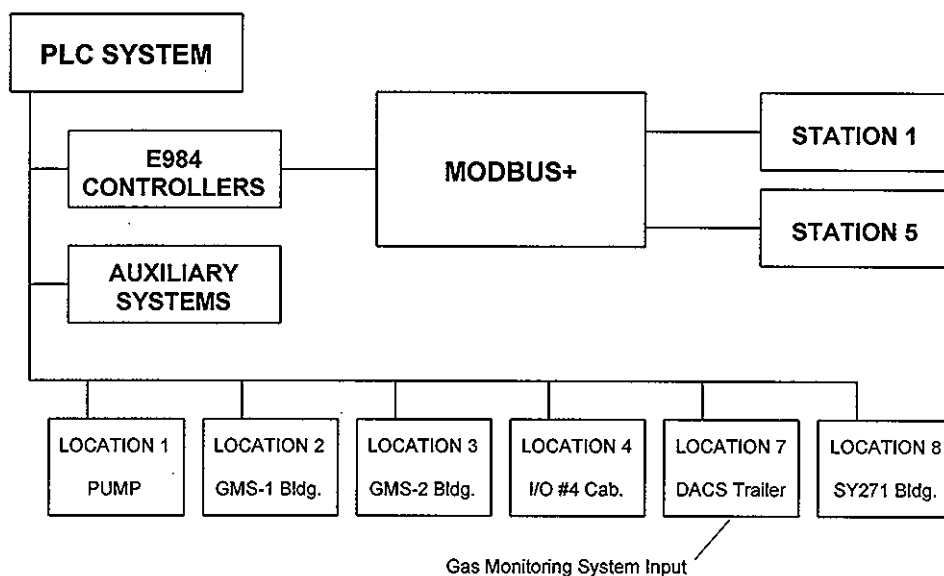 PLC SYSTEM
E984
CONTROLLERS
MODBUS+
STATION 1
STATION 5
AUXILIARY
SYSTEMS
LOCATION 1
PUMP
LOCATION 2
GMS-1 Bldg.
LOCATION 3
GMS-2 Bldg.
LOCATION 4
I/O #4 Cab.
LOCATION 7
DACS Trailer
LOCATION 8
SY271 Bldg.
Gas Monitoring System Input